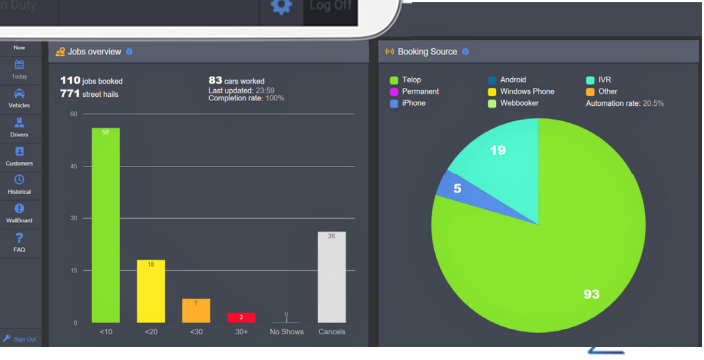 n Duty
Log Off
Now
Today
Vehicles
Drivers
Customers
Historical
WallBoard
FAQ
Sign Out
Jobs overview
110 jobs booked
771 street hails
83 cars worked
Last updated: 23:59
Completion rate: 100%
60
45
30
15
0
56
18
7
3
0
26
<10
<20
<30
30+
No Shows
Cancels
Booking Source
Telop
Android
IVR
Permanent
Windows Phone
Other
iPhone
Webbooker
Automation rate: 20.5%
19
5
93